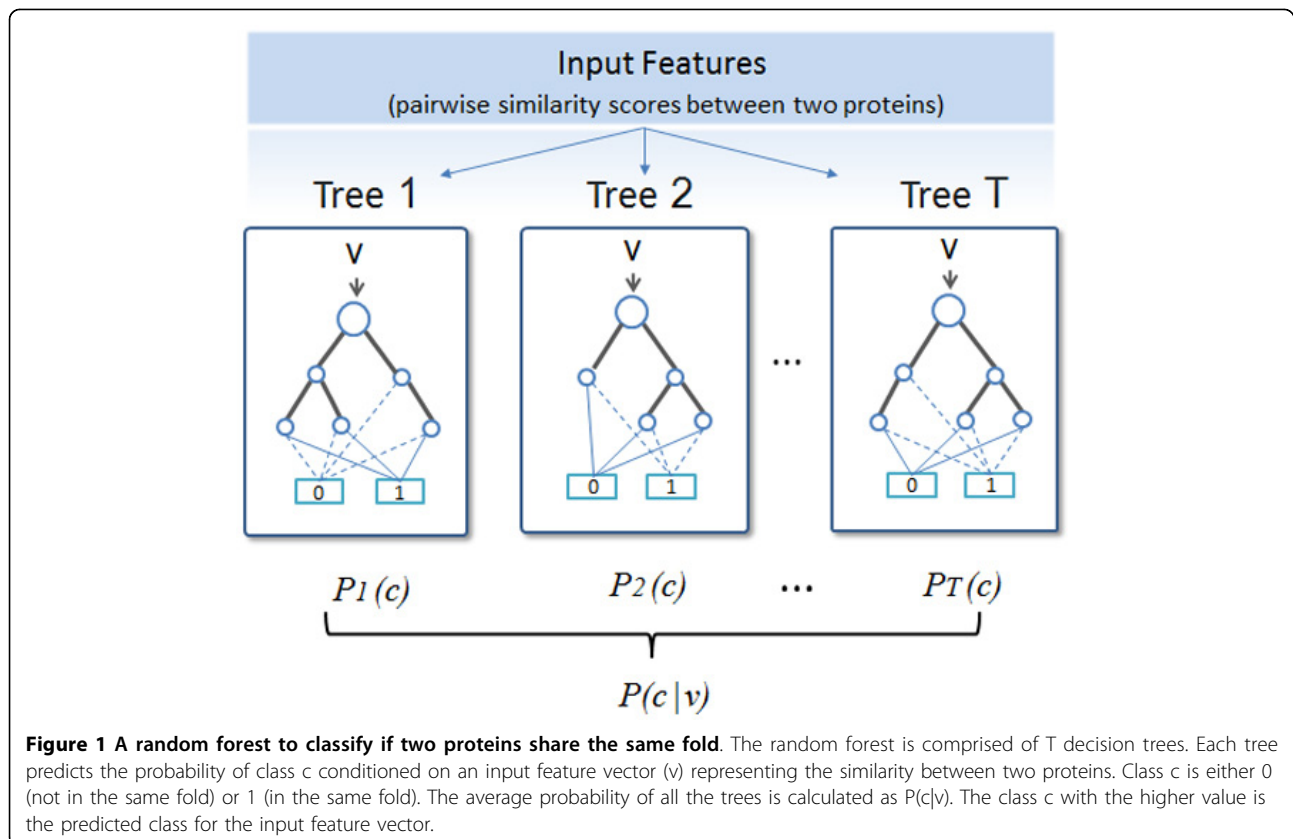 Input Features
(pairwise similarity scores between two proteins)
Tree 1 Tree 2 Tree T
V V V
...
0 1 0 1 0 1
P1(c) P2(c) ... PT(c)
P(c|v)
Figure 1 A random forest to classify if two proteins share the same fold. The random forest is comprised of T decision trees. Each tree
predicts the probability of class c conditioned on an input feature vector (v) representing the similarity between two proteins. Class c is either 0
(not in the same fold) or 1 (in the same fold). The average probability of all the trees is calculated as P(c|v). The class c with the higher value is
the predicted class for the input feature vector.